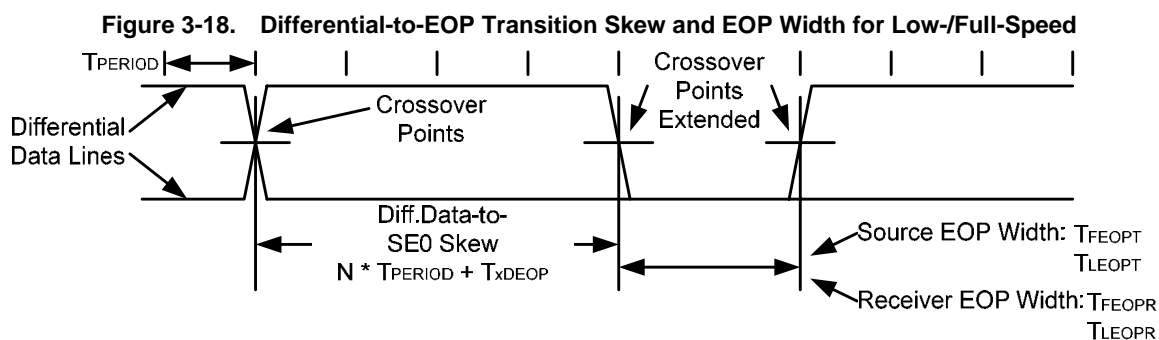 Figure 3-18. Differential-to-EOP Transition Skew and EOP Width for Low-/Full-Speed
TPERIOD
Crossover
Points
Extended
Crossover
Points
Differential
Data Lines
Diff.Data-to-
SE0 Skew
N * TPERIOD + TxDEOP
Source EOP Width: TFEOPT
TLEOPT
Receiver EOP Width: TFEOPR
TLEOPR